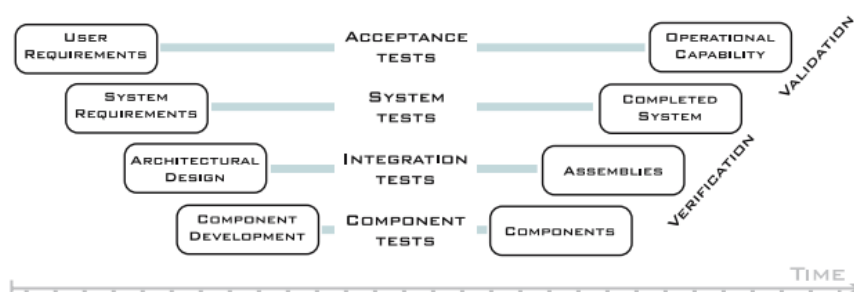 USER
REQUIREMENTS
ACCEPTANCE
TESTS
OPERATIONAL
CAPABILITY
VALIDATION
SYSTEM
REQUIREMENTS
SYSTEM
TESTS
COMPLETED
SYSTEM
ARCHITECTURAL
DESIGN
INTEGRATION
TESTS
ASSEMBLIES
VERIFICATION
COMPONENT
DEVELOPMENT
COMPONENT
TESTS
COMPONENTS
TIME